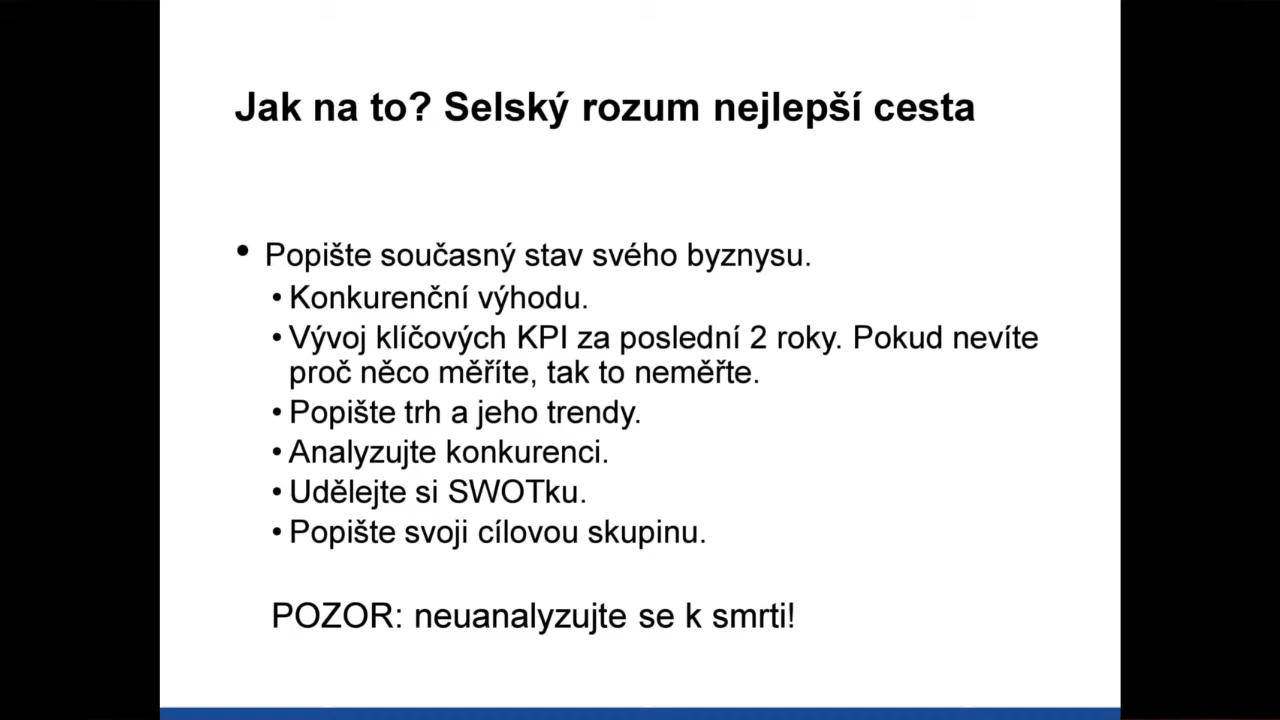 Jak na to? Selský rozum nejlepší cesta
• Popište současný stav svého byznysu.
• Konkurenční výhodu.
• Vývoj klíčových KPI za poslední 2 roky. Pokud nevíte
proč něco měříte, tak to neměřte.
• Popište trh a jeho trendy.
• Analyzujte konkurenci.
• Udělejte si SWOTku.
• Popište svoji cílovou skupinu.
POZOR: neuanalyzujte se k smrti!